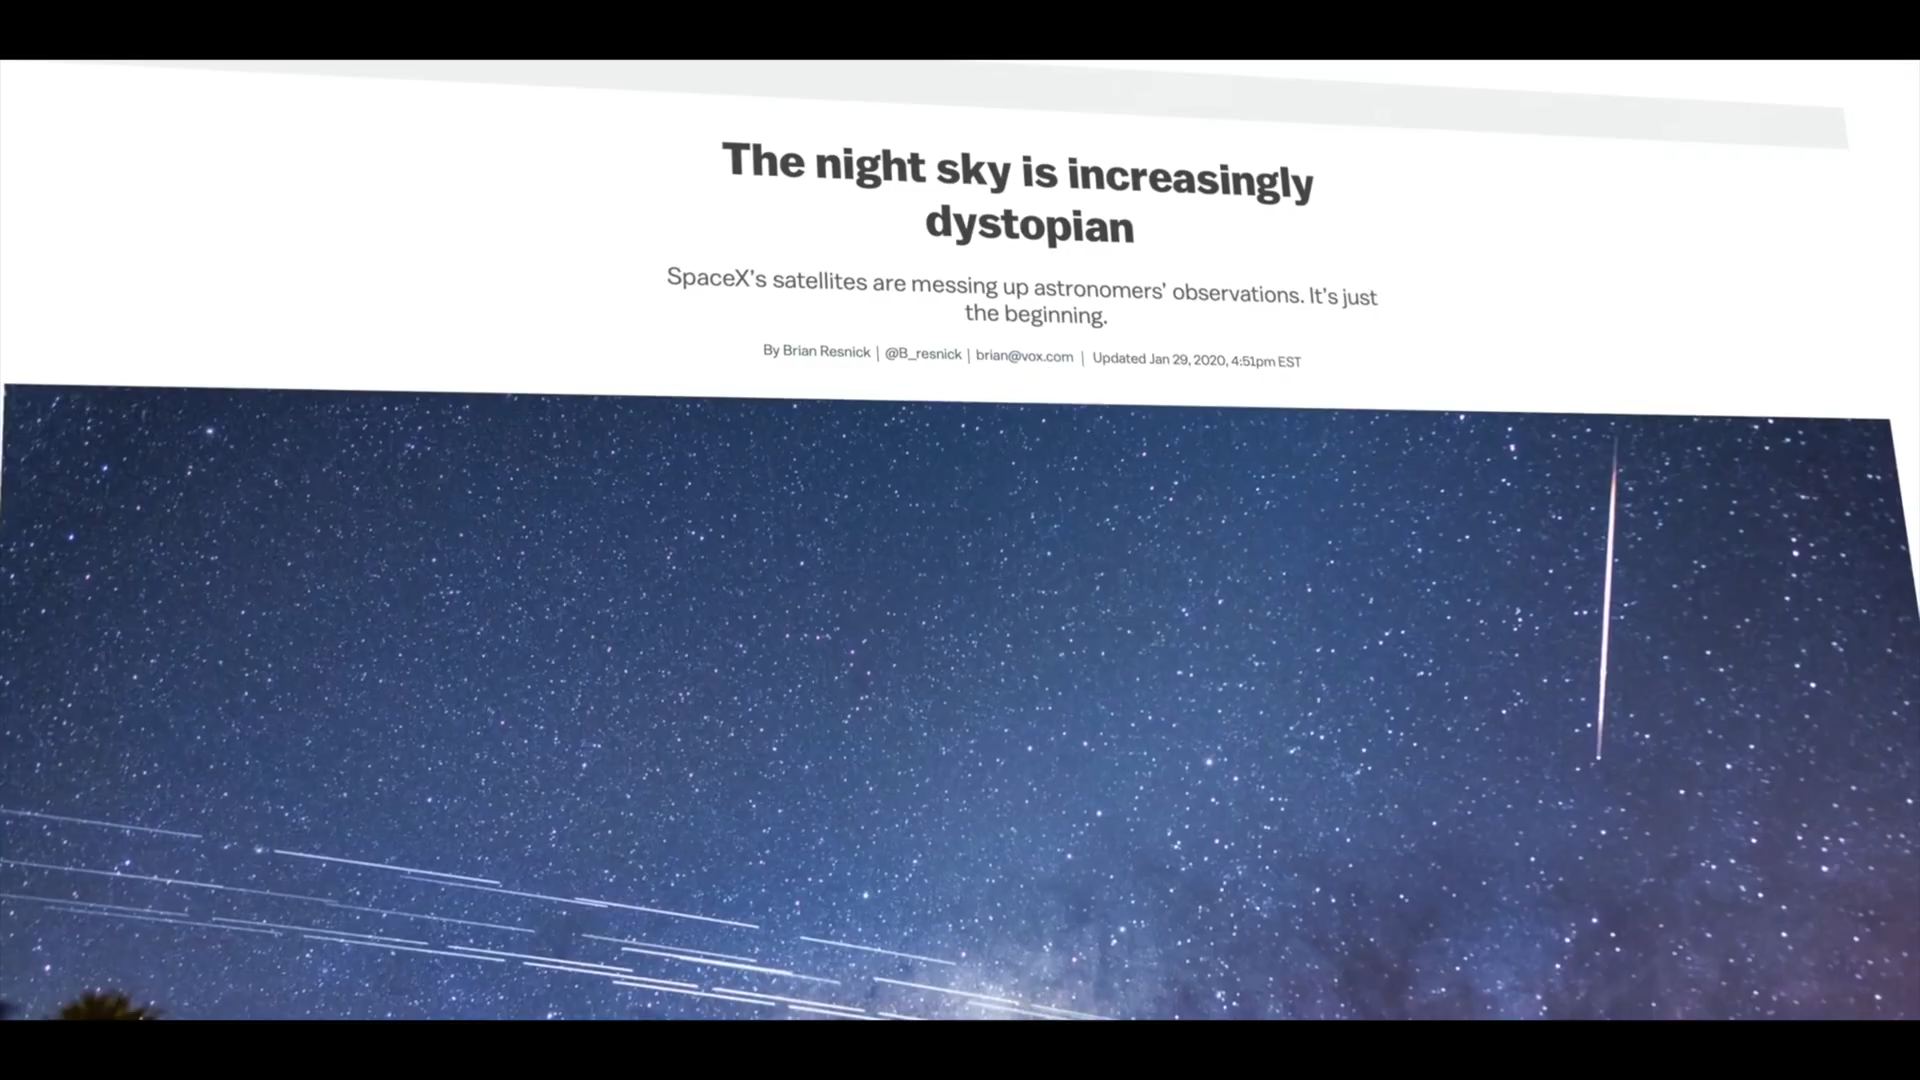 The night sky is increasingly
dystopian
SpaceX's satellites are messing up astronomers' observations. It's just
the beginning.
By Brian Resnick | @B_resnick | brian@vox.com | Updated Jan 29, 2020, 4:51pm EST